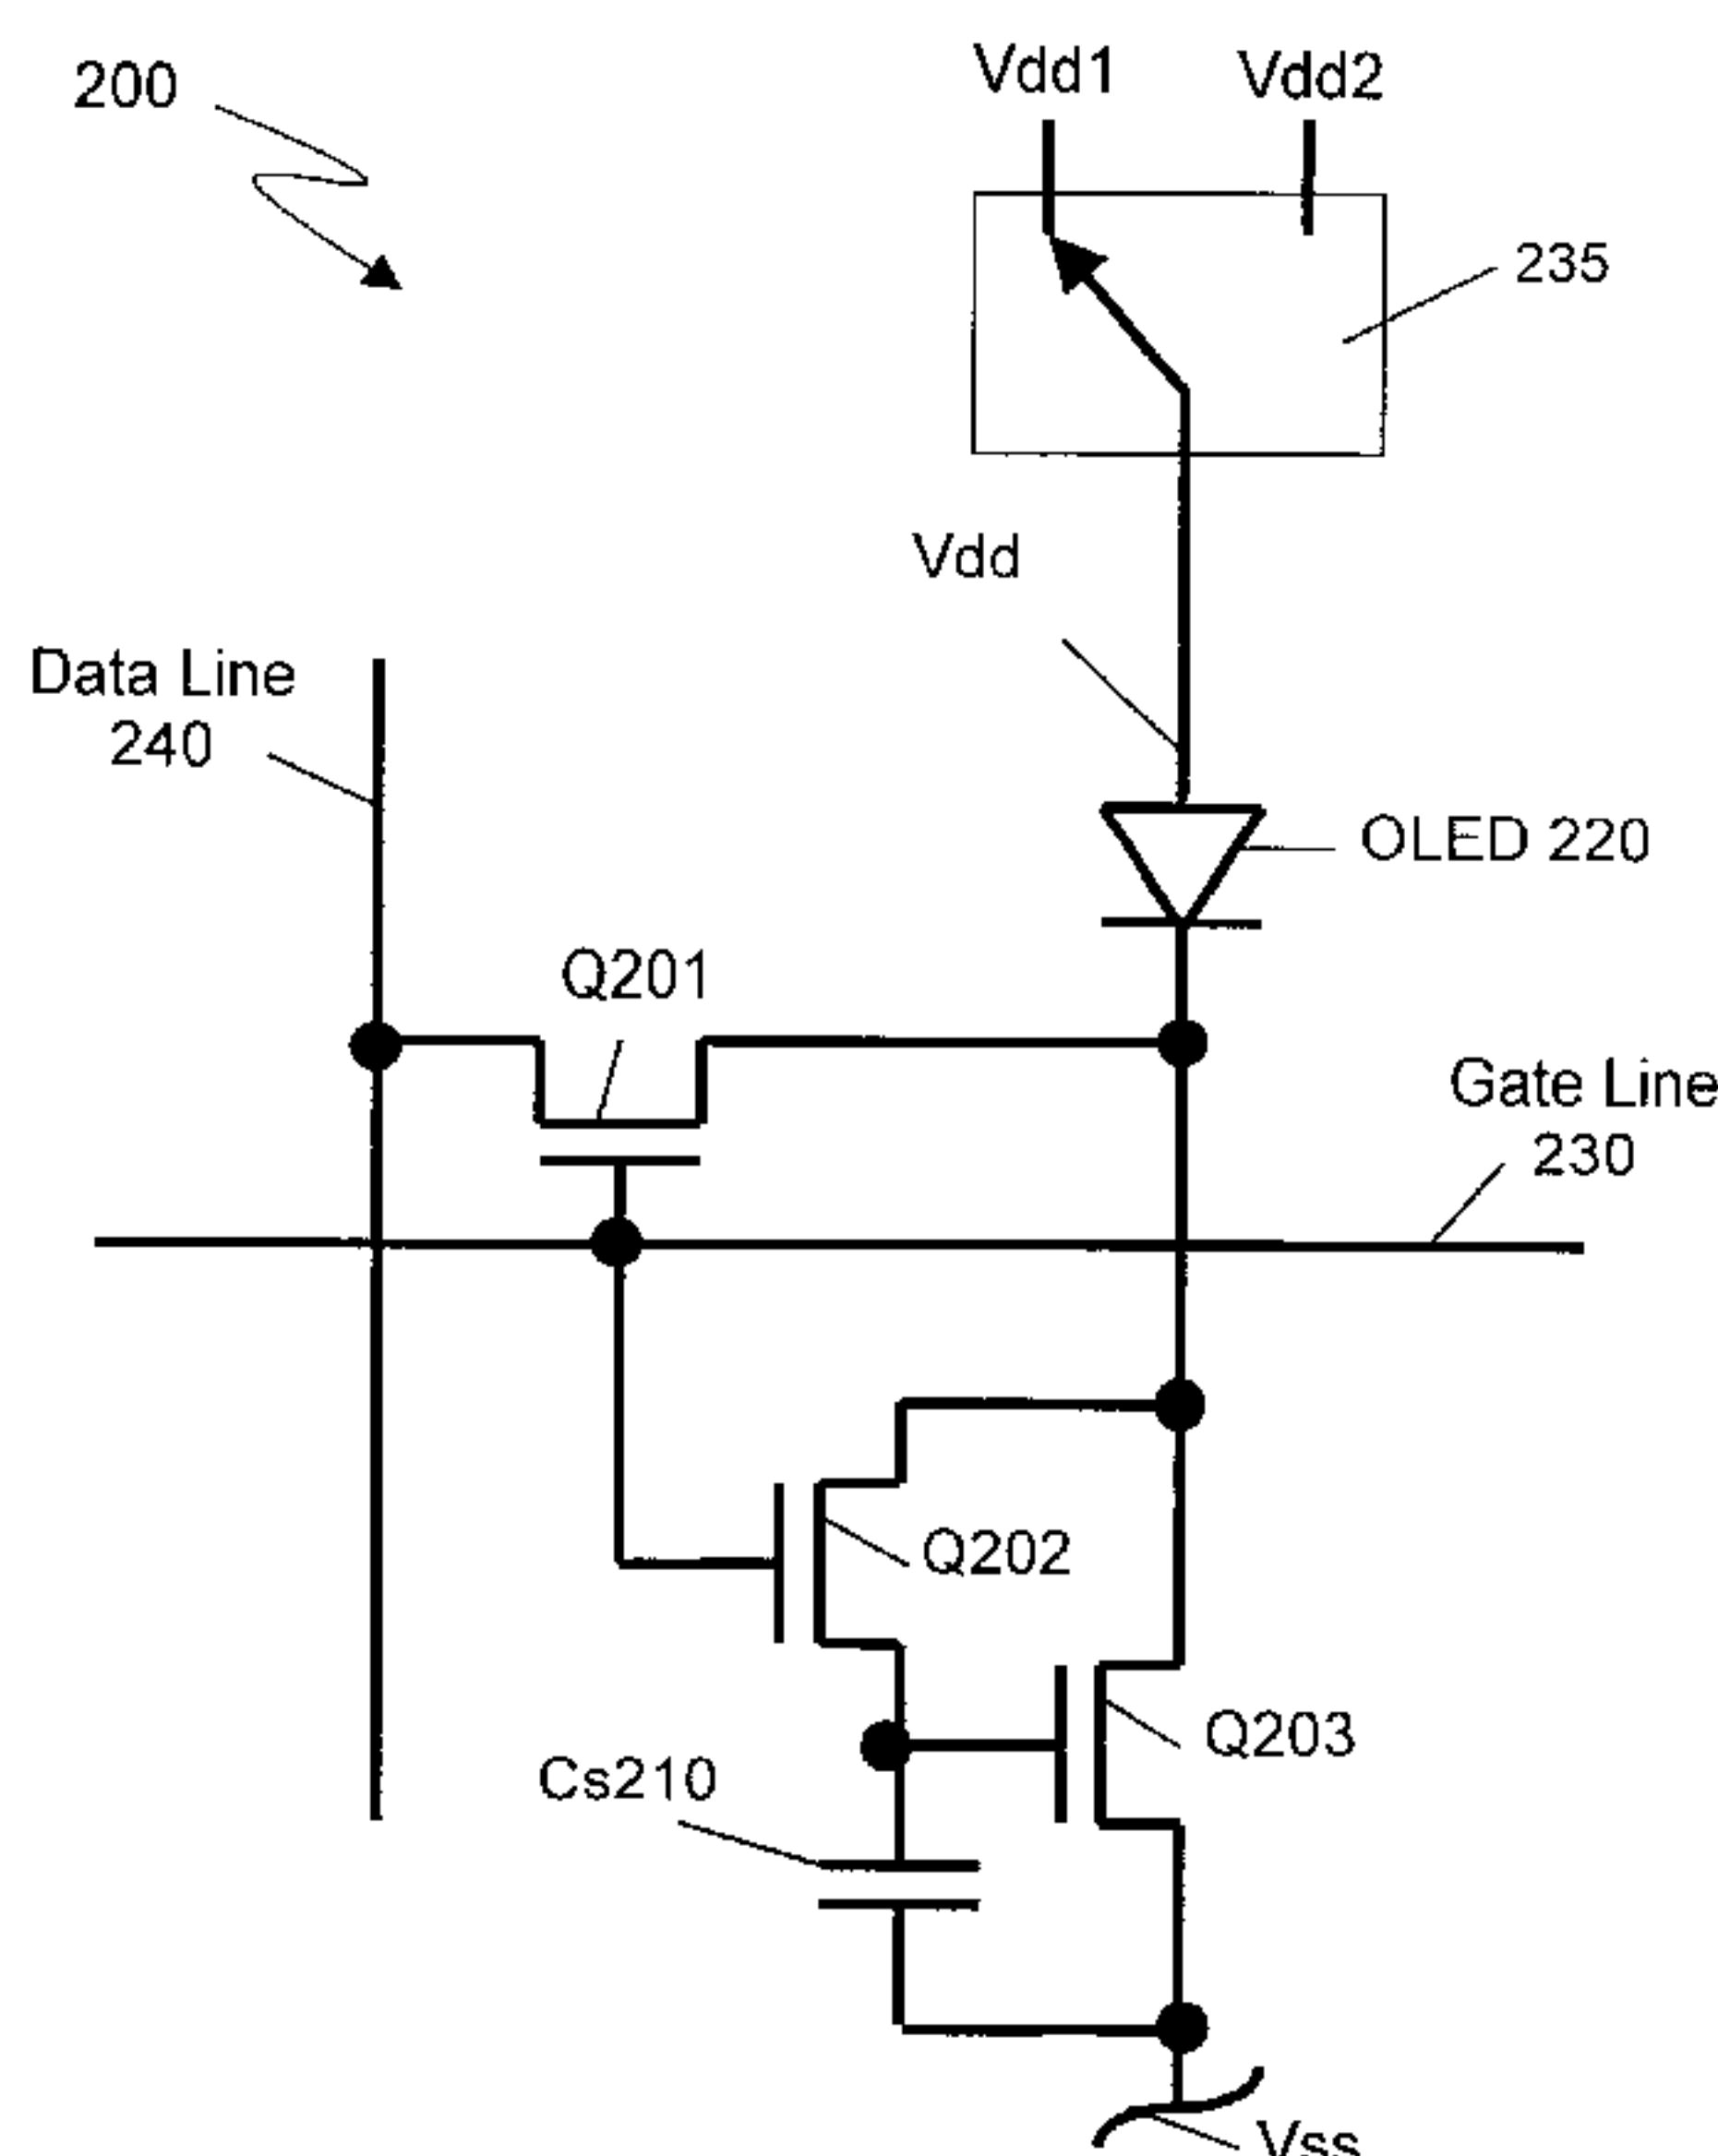 200
Vdd1
Vdd2
235
Vdd
Data Line
240
OLED 220
Q201
Gate Line
230
Q202
Q203
Cs210
Vss